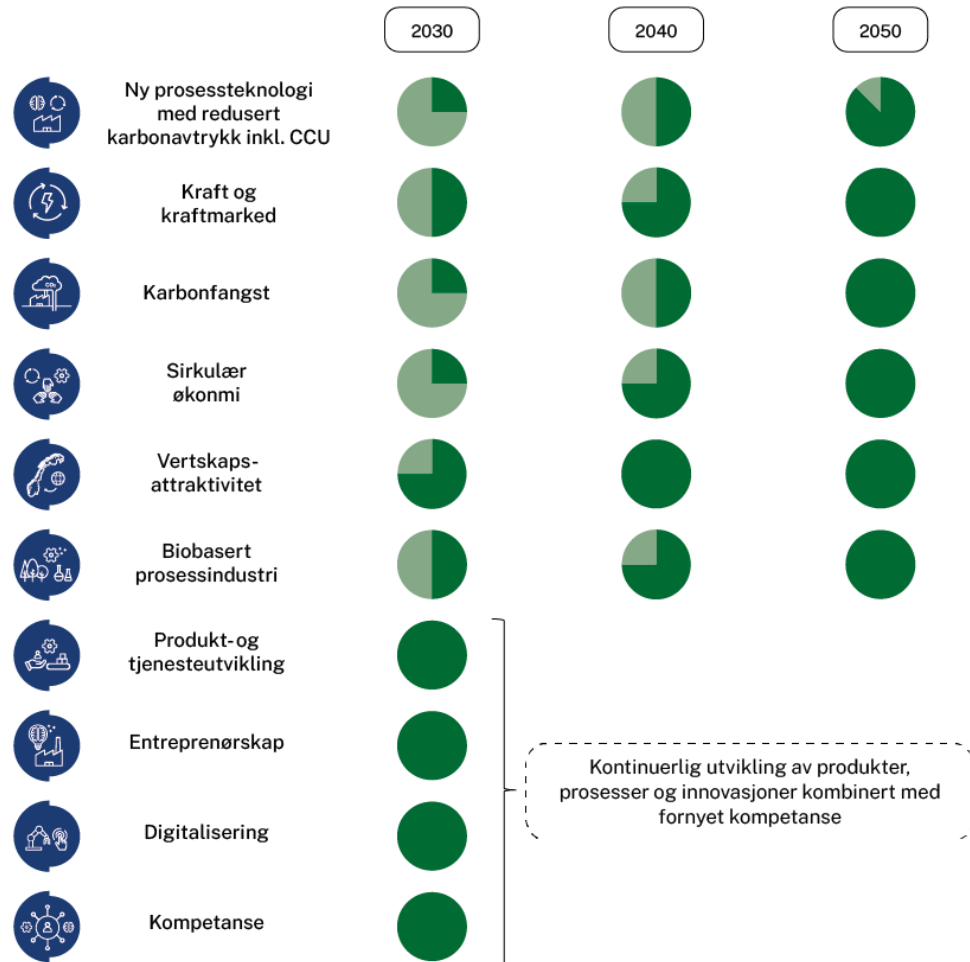 2030
2040
2050
Ny prosessteknologi
med redusert
karbonavtrykk inkl. CCU
Kraft og
kraftmarked
CO₂
Karbonfangst
Sirkulær
økonmi
Vertskaps-
attraktivitet
Biobasert
prosessindustri
Produkt- og
tjenesteutvikling
Entreprenørskap
Digitalisering
Kompetanse
Kontinuerlig utvikling av produkter,
prosesser og innovasjoner kombinert med
fornyet kompetanse